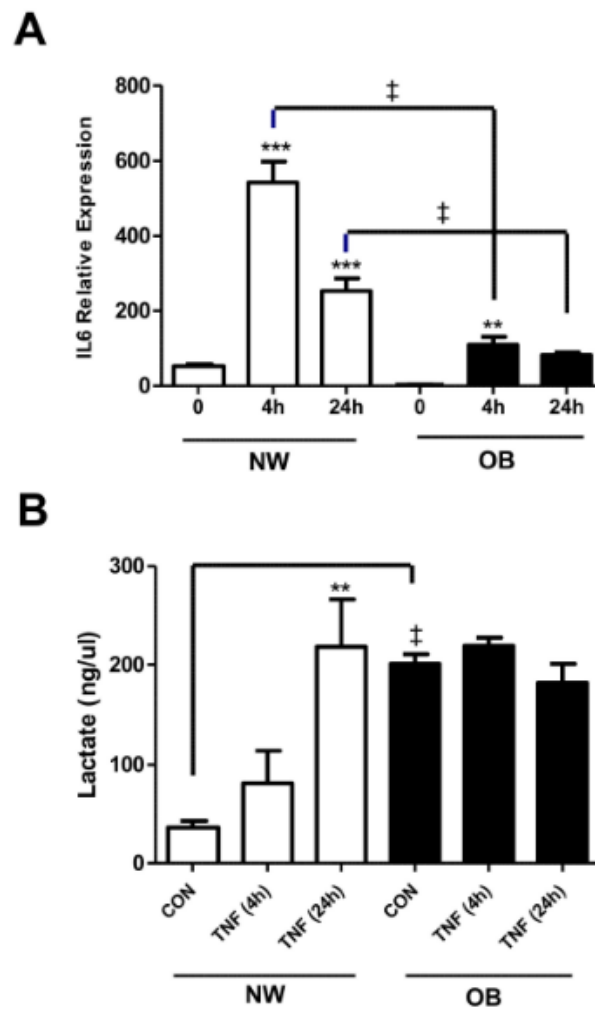 A
IL6 Relative Expression
800
600
400
200
0
‡
‡
***
***
**
0 4h 24h 0 4h 24h
NW OB
B
Lactate (ng/ul)
300
200
100
0
**
‡
CON TNF (4h) TNF (24h) CON TNF (4h) TNF (24h)
NW OB